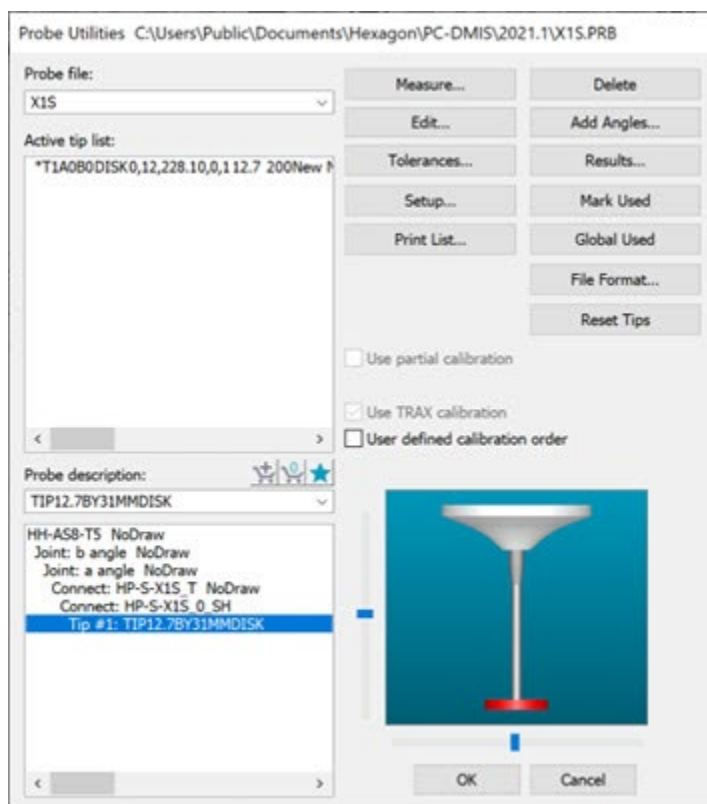 Probe Utilities C:\Users\Public\Documents\Hexagon\PC-DMIS\2021.1\X1S.PRB
Probe file:
X1S
Active tip list:
*T1A0B0DISK0,12,228.10,0,1 12.7 200New
Measure...
Delete
Edit...
Add Angles...
Tolerances...
Results...
Setup...
Mark Used
Print List...
Global Used
File Format...
Reset Tips
Use partial calibration
Use TRAX calibration
User defined calibration order
Probe description:
TIP12.7BY31MMDISK
HH-AS8-T5 NoDraw
Joint: b angle NoDraw
Joint: a angle NoDraw
Connect: HP-S-X1S_T NoDraw
Connect: HP-S-X1S_0_SH
Tip #1: TIP12.7BY31MMDISK
OK
Cancel